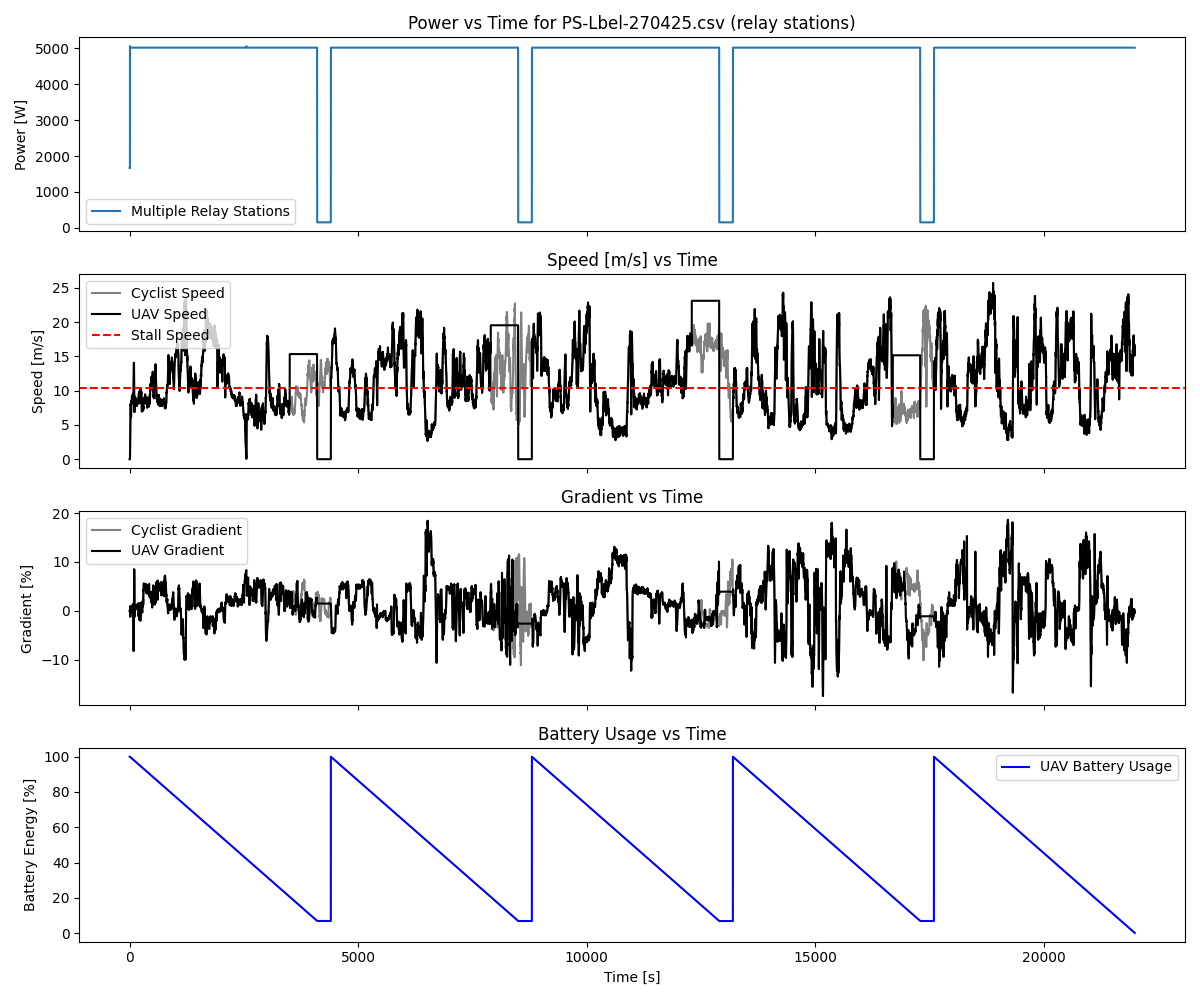 Power vs Time for PS-Lbel-270425.csv (relay stations)
Power [W]
5000
4000
3000
2000
1000
0
Multiple Relay Stations
Speed [m/s] vs Time
Speed [m/s]
25
20
15
10
5
0
Cyclist Speed
UAV Speed
Stall Speed
Gradient vs Time
Gradient [%]
20
10
0
−10
Cyclist Gradient
UAV Gradient
Battery Usage vs Time
Battery Energy [%]
100
80
60
40
20
0
UAV Battery Usage
0 5000 10000 15000 20000
Time [s]